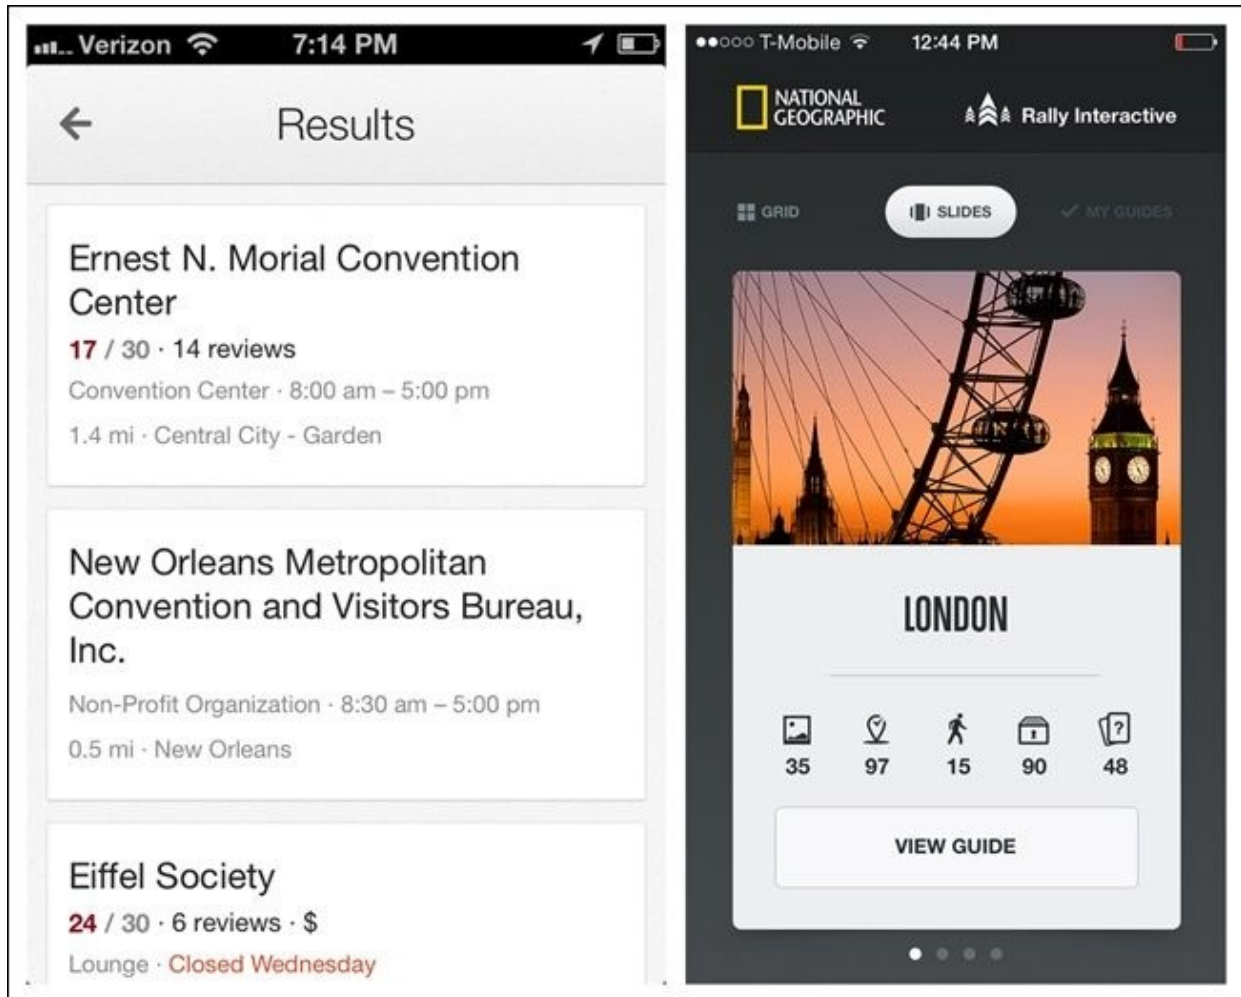 Verizon 7:14 PM
Results
Ernest N. Morial Convention
Center
17 / 30 · 14 reviews
Convention Center · 8:00 am – 5:00 pm
1.4 mi · Central City - Garden
New Orleans Metropolitan
Convention and Visitors Bureau,
Inc.
Non-Profit Organization · 8:30 am – 5:00 pm
0.5 mi · New Orleans
Eiffel Society
24 / 30 · 6 reviews · $
Lounge · Closed Wednesday
T-Mobile 12:44 PM
NATIONAL
GEOGRAPHIC
Rally Interactive
GRID SLIDES MY GUIDES
LONDON
35 97 15 90 48
VIEW GUIDE